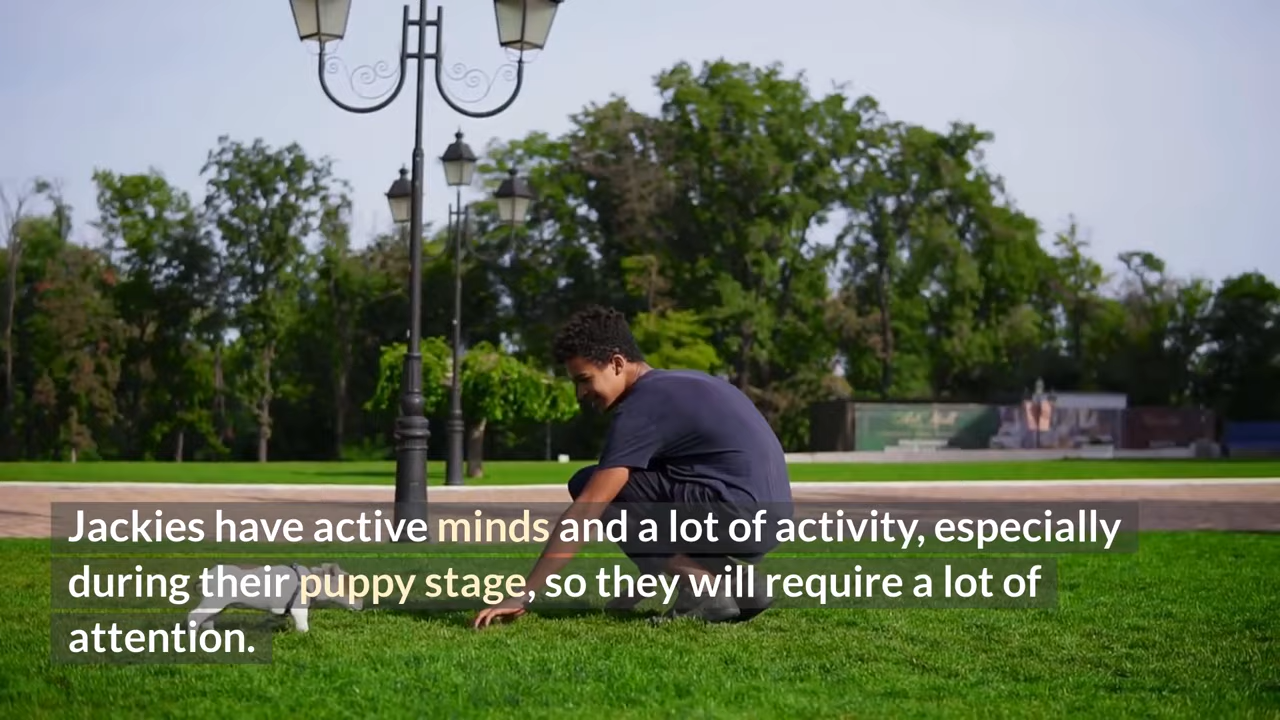 Jackies have active minds and a lot of activity, especially
during their puppy stage, so they will require a lot of
attention.